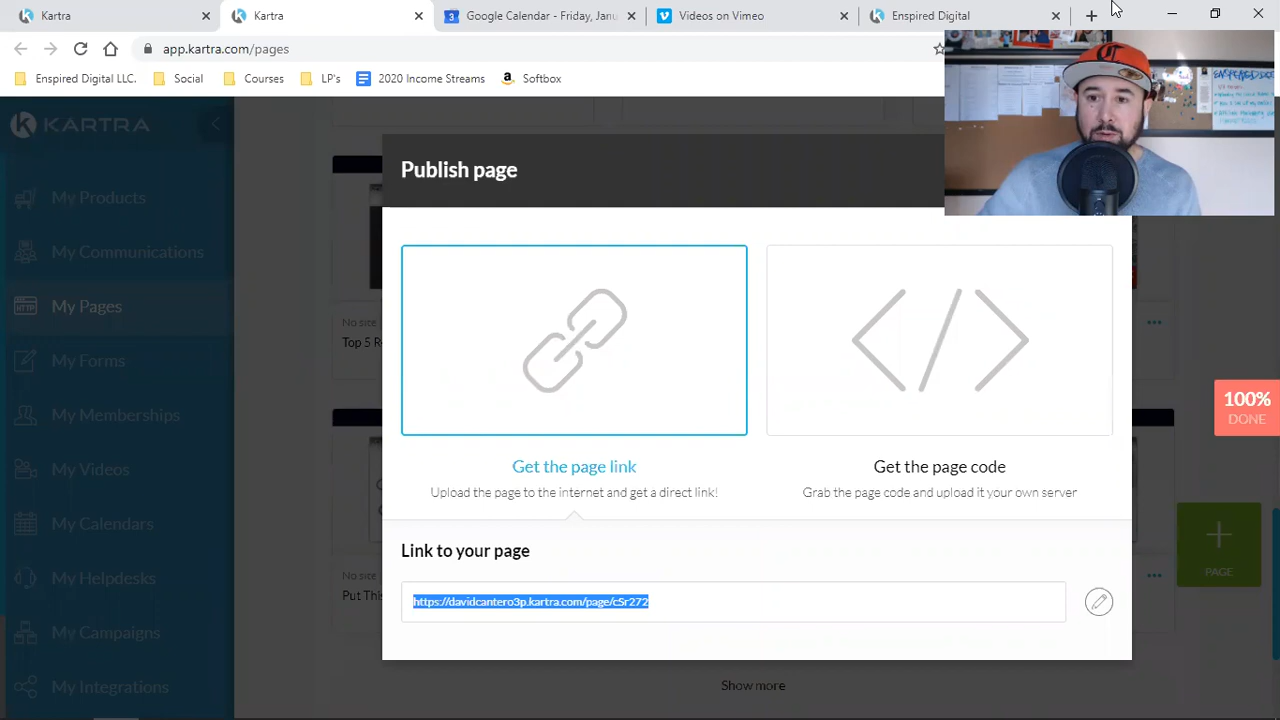 Kartra
Kartra
Google Calendar - Friday, Janu
Videos on Vimeo
Enspired Digital
app.kartra.com/pages
Enspired Digital LLC.
Social
Courses
LP's
2020 Income Streams
Softbox
KARTRA
My Products
My Communications
My Pages
My Forms
My Memberships
My Videos
My Calendars
My Helpdesks
My Campaigns
My Integrations
Publish page
Get the page link
Upload the page to the internet and get a direct link!
Get the page code
Grab the page code and upload it your own server
Link to your page
https://davidcantero3p.kartra.com/page/c5r272
No site
Top 5 R
No site
Put This
100%
DONE
PAGE
Show more